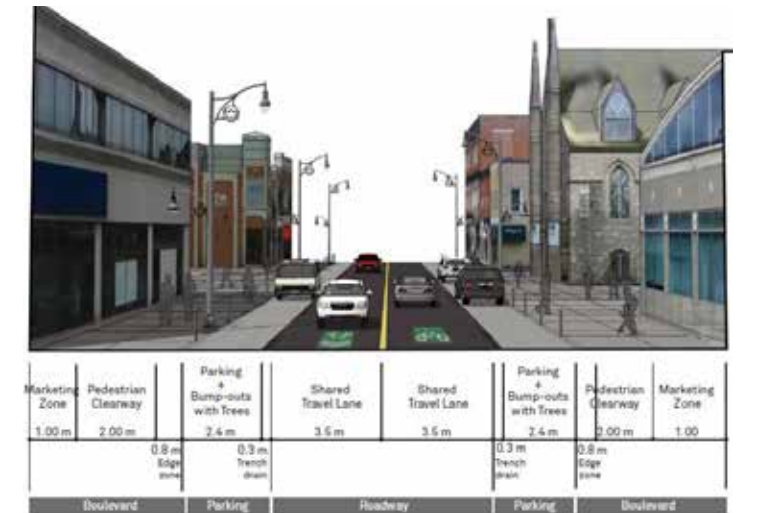 Marketing
Zone
1.00 m
Pedestrian
Clearway
2.00 m
Parking
+
Bump-outs
with Trees
2.4 m
Shared
Travel Lane
3.5 m
Shared
Travel Lane
3.5 m
Parking
+
Bump-outs
with Trees
2.4 m
Pedestrian
Clearway
2.00 m
Marketing
Zone
1.00
0.8 m
Edge
zone
0.3 m
Trench
drain
0.3 m
Trench
drain
0.8 m
Edge
zone
Boulevard
Parking
Roadway
Parking
Boulevard